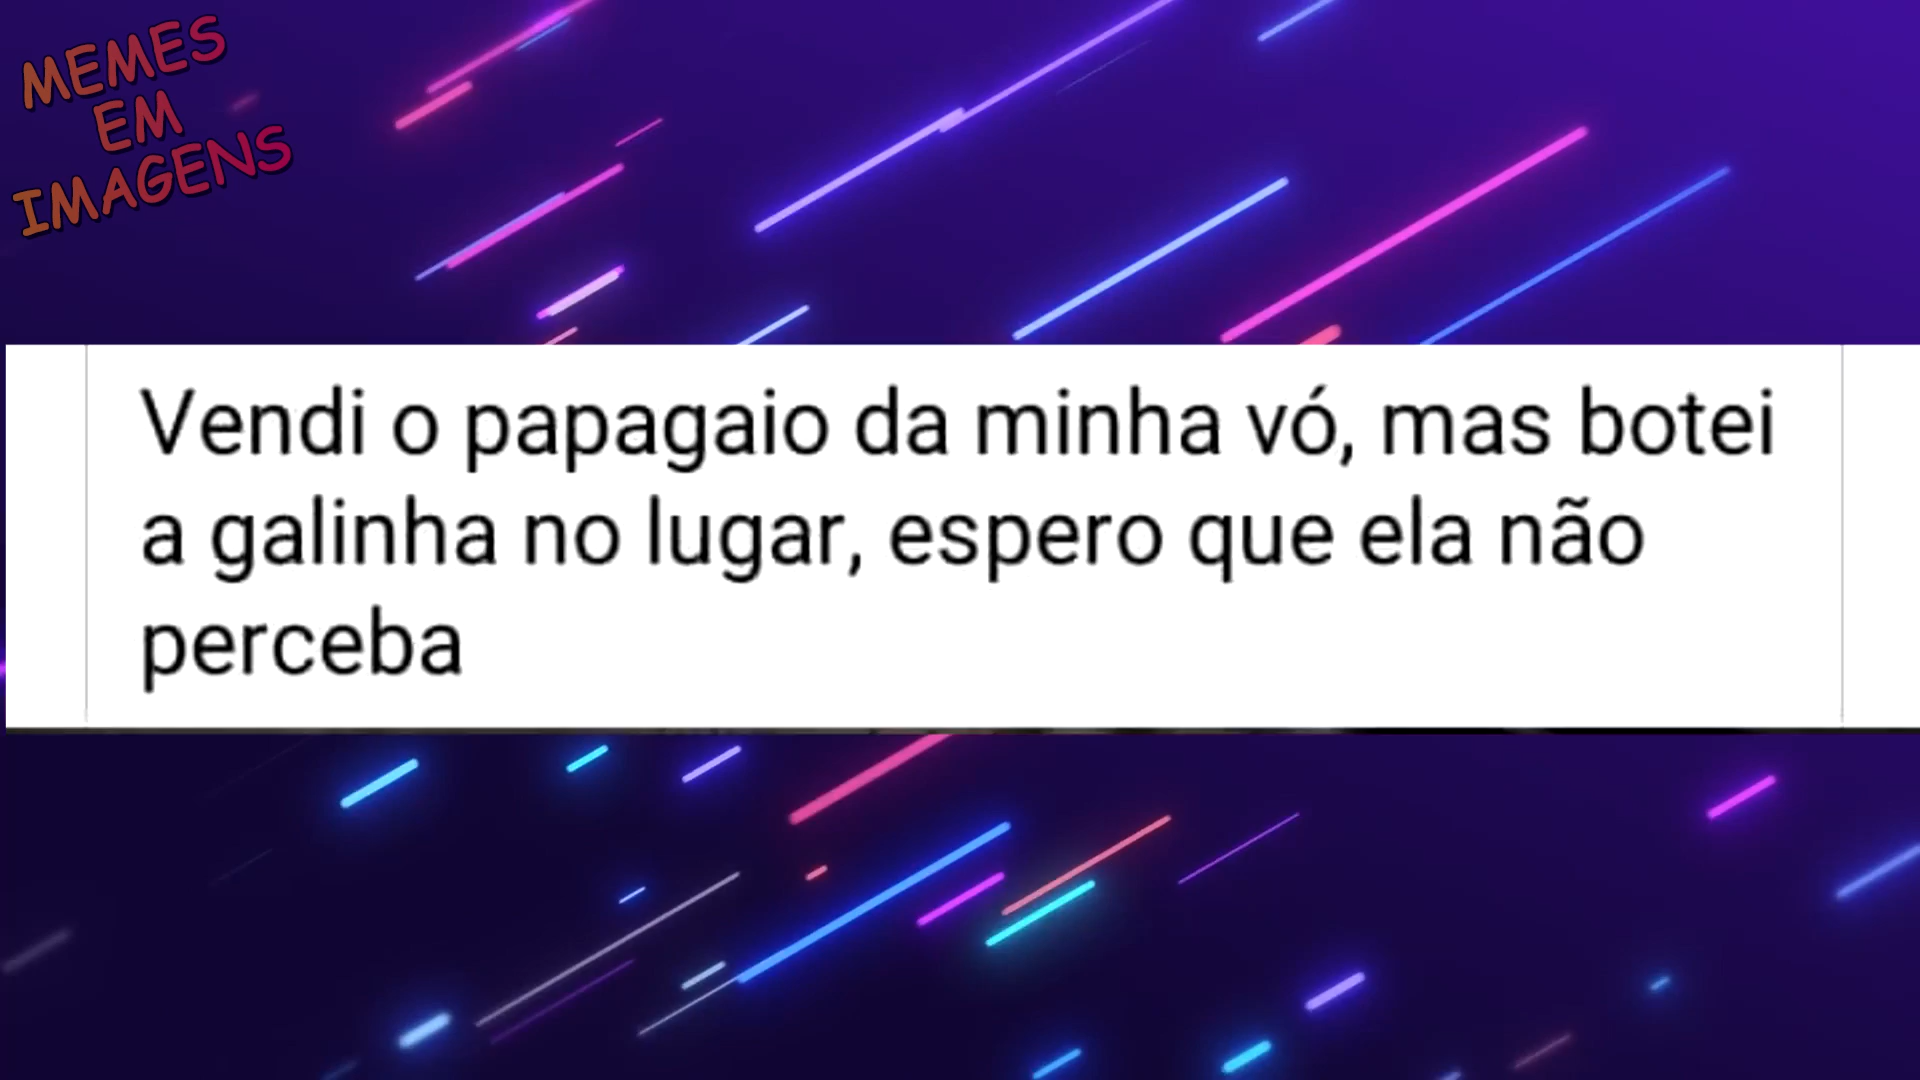 MEMES
EM
IMAGENS
Vendi o papagaio da minha vó, mas botei
a galinha no lugar, espero que ela não
perceba